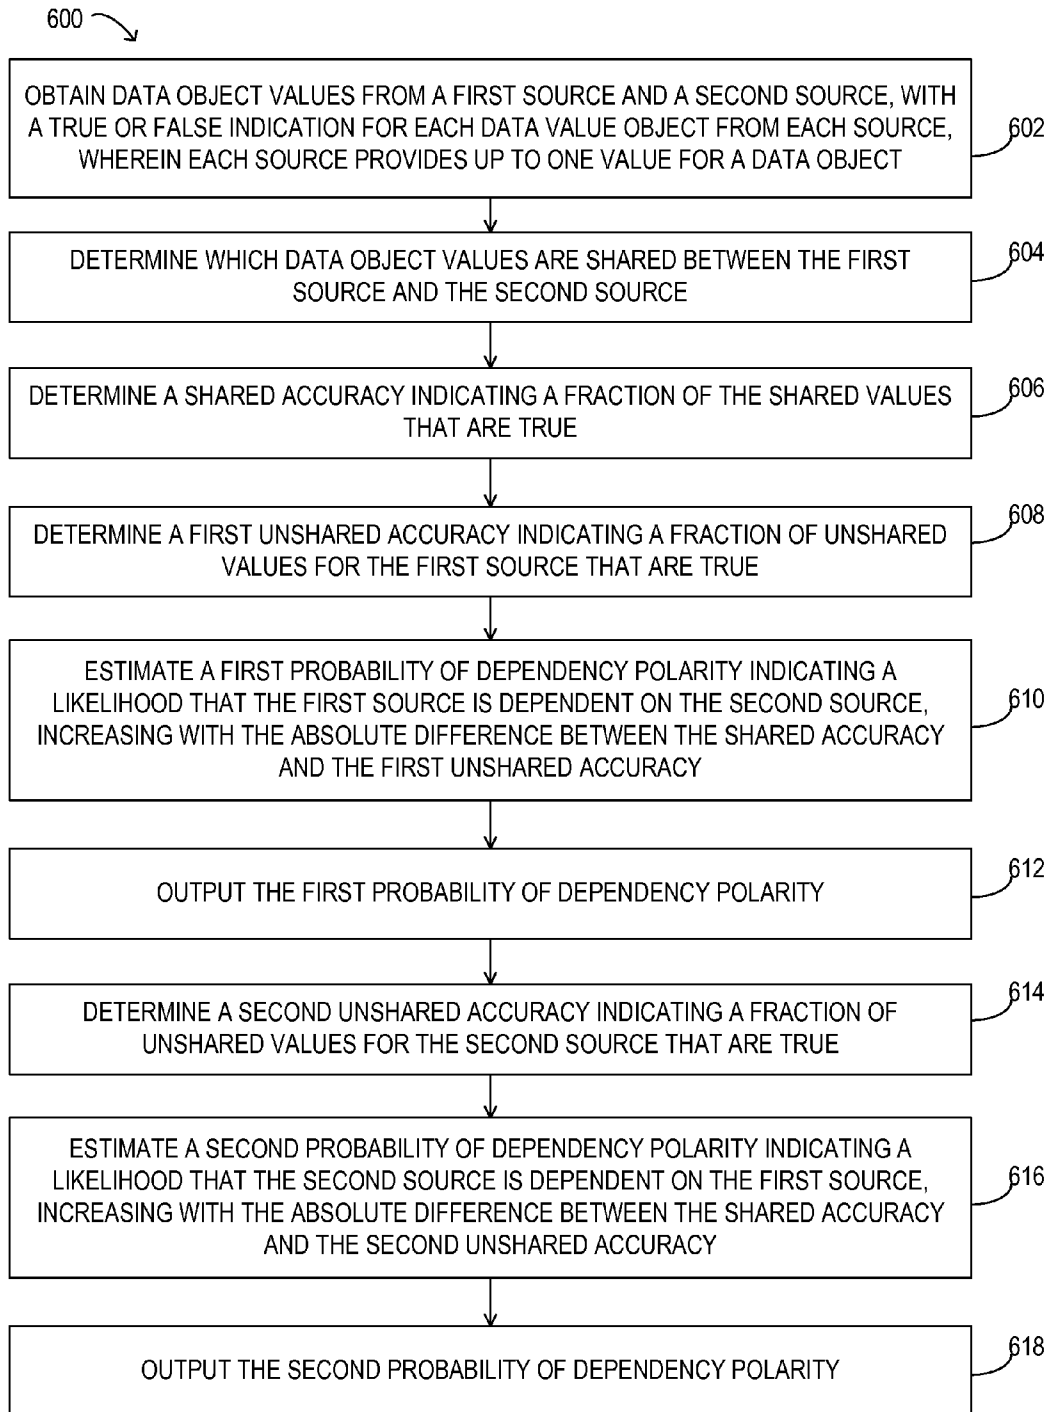 600
OBTAIN DATA OBJECT VALUES FROM A FIRST SOURCE AND A SECOND SOURCE, WITH
A TRUE OR FALSE INDICATION FOR EACH DATA VALUE OBJECT FROM EACH SOURCE,
WHEREIN EACH SOURCE PROVIDES UP TO ONE VALUE FOR A DATA OBJECT
602
DETERMINE WHICH DATA OBJECT VALUES ARE SHARED BETWEEN THE FIRST
SOURCE AND THE SECOND SOURCE
604
DETERMINE A SHARED ACCURACY INDICATING A FRACTION OF THE SHARED VALUES
THAT ARE TRUE
606
DETERMINE A FIRST UNSHARED ACCURACY INDICATING A FRACTION OF UNSHARED
VALUES FOR THE FIRST SOURCE THAT ARE TRUE
608
ESTIMATE A FIRST PROBABILITY OF DEPENDENCY POLARITY INDICATING A
LIKELIHOOD THAT THE FIRST SOURCE IS DEPENDENT ON THE SECOND SOURCE,
INCREASING WITH THE ABSOLUTE DIFFERENCE BETWEEN THE SHARED ACCURACY
AND THE FIRST UNSHARED ACCURACY
610
OUTPUT THE FIRST PROBABILITY OF DEPENDENCY POLARITY
612
DETERMINE A SECOND UNSHARED ACCURACY INDICATING A FRACTION OF
UNSHARED VALUES FOR THE SECOND SOURCE THAT ARE TRUE
614
ESTIMATE A SECOND PROBABILITY OF DEPENDENCY POLARITY INDICATING A
LIKELIHOOD THAT THE SECOND SOURCE IS DEPENDENT ON THE FIRST SOURCE,
INCREASING WITH THE ABSOLUTE DIFFERENCE BETWEEN THE SHARED ACCURACY
AND THE SECOND UNSHARED ACCURACY
616
OUTPUT THE SECOND PROBABILITY OF DEPENDENCY POLARITY
618